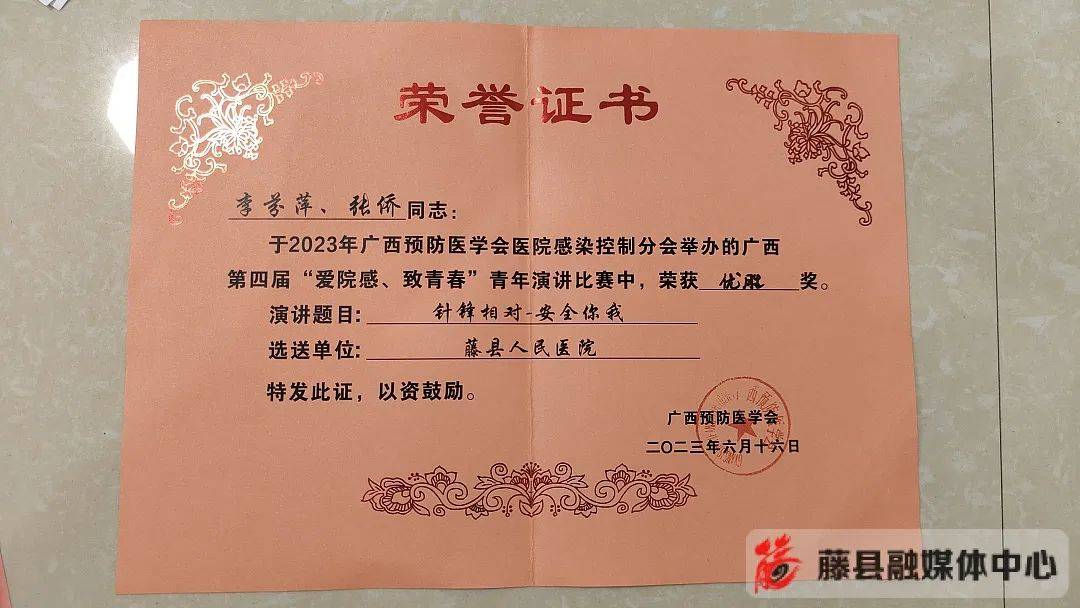 荣誉证书
李芬萍、张侨同志：
于2023年广西预防医学会医院感染控制分会举办的广西
第四届“爱院感、致青春”青年演讲比赛中，荣获优胜奖。
演讲题目：针锋相对-安全你我
选送单位：藤县人民医院
特发此证，以资鼓励。
广西预防医学会
二〇二三年六月十六日
藤县融媒体中心